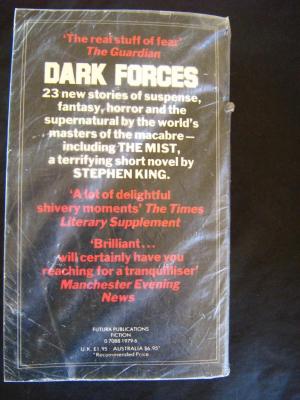 'The real stuff of fear'
The Guardian
DARK FORCES
23 new stories of suspense,
fantasy, horror and the
supernatural by the world's
masters of the macabre —
including THE MIST,
a terrifying short novel by
STEPHEN KING.
'A lot of delightful
shivery moments' The Times
Literary Supplement
'Brilliant...
will certainly have you
reaching for a tranquiliser'
Manchester Evening
News
FUTURA PUBLICATIONS
FICTION
0 7088 1979 6
U.K. £1.95 AUSTRALIA $6.95*
*Recommended Price